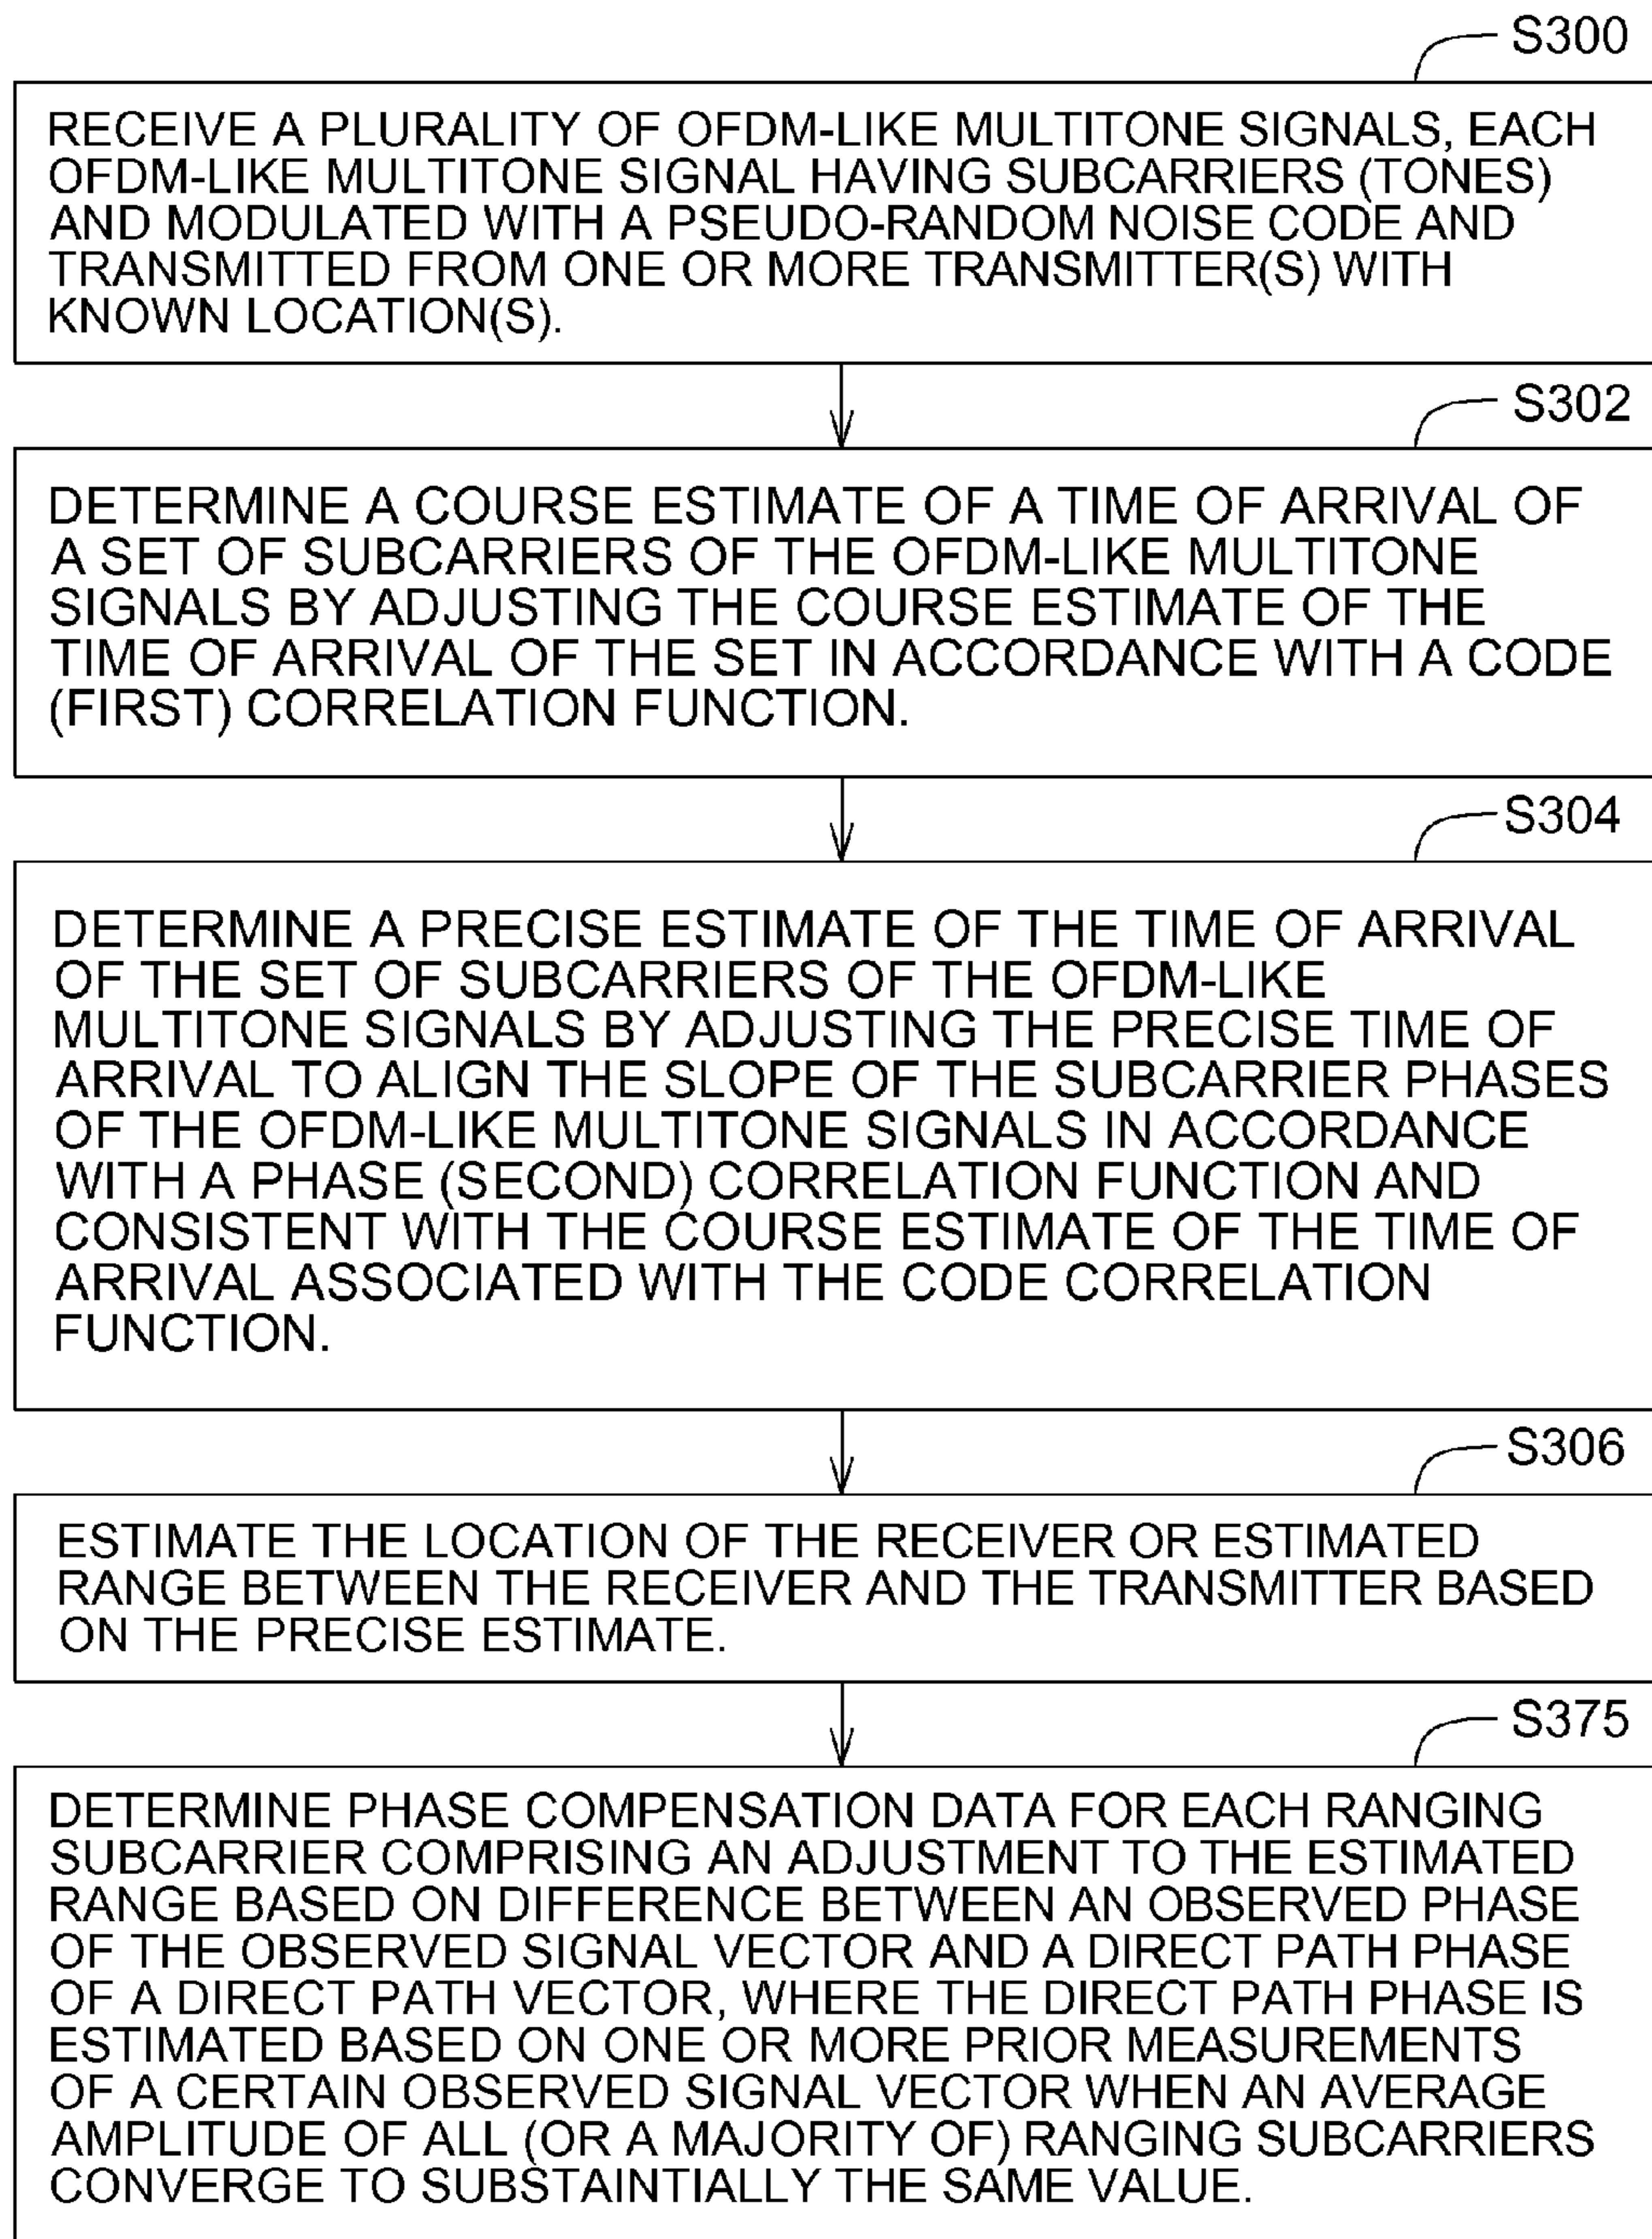 S300
RECEIVE A PLURALITY OF OFDM-LIKE MULTITONE SIGNALS, EACH
OFDM-LIKE MULTITONE SIGNAL HAVING SUBCARRIERS (TONES)
AND MODULATED WITH A PSEUDO-RANDOM NOISE CODE AND
TRANSMITTED FROM ONE OR MORE TRANSMITTER(S) WITH
KNOWN LOCATION(S).
S302
DETERMINE A COURSE ESTIMATE OF A TIME OF ARRIVAL OF
A SET OF SUBCARRIERS OF THE OFDM-LIKE MULTITONE
SIGNALS BY ADJUSTING THE COURSE ESTIMATE OF THE
TIME OF ARRIVAL OF THE SET IN ACCORDANCE WITH A CODE
(FIRST) CORRELATION FUNCTION.
S304
DETERMINE A PRECISE ESTIMATE OF THE TIME OF ARRIVAL
OF THE SET OF SUBCARRIERS OF THE OFDM-LIKE
MULTITONE SIGNALS BY ADJUSTING THE PRECISE TIME OF
ARRIVAL TO ALIGN THE SLOPE OF THE SUBCARRIER PHASES
OF THE OFDM-LIKE MULTITONE SIGNALS IN ACCORDANCE
WITH A PHASE (SECOND) CORRELATION FUNCTION AND
CONSISTENT WITH THE COURSE ESTIMATE OF THE TIME OF
ARRIVAL ASSOCIATED WITH THE CODE CORRELATION
FUNCTION.
S306
ESTIMATE THE LOCATION OF THE RECEIVER OR ESTIMATED
RANGE BETWEEN THE RECEIVER AND THE TRANSMITTER BASED
ON THE PRECISE ESTIMATE.
S375
DETERMINE PHASE COMPENSATION DATA FOR EACH RANGING
SUBCARRIER COMPRISING AN ADJUSTMENT TO THE ESTIMATED
RANGE BASED ON DIFFERENCE BETWEEN AN OBSERVED PHASE
OF THE OBSERVED SIGNAL VECTOR AND A DIRECT PATH PHASE
OF A DIRECT PATH VECTOR, WHERE THE DIRECT PATH PHASE IS
ESTIMATED BASED ON ONE OR MORE PRIOR MEASUREMENTS
OF A CERTAIN OBSERVED SIGNAL VECTOR WHEN AN AVERAGE
AMPLITUDE OF ALL (OR A MAJORITY OF) RANGING SUBCARRIERS
CONVERGE TO SUBSTAINTIALLY THE SAME VALUE.